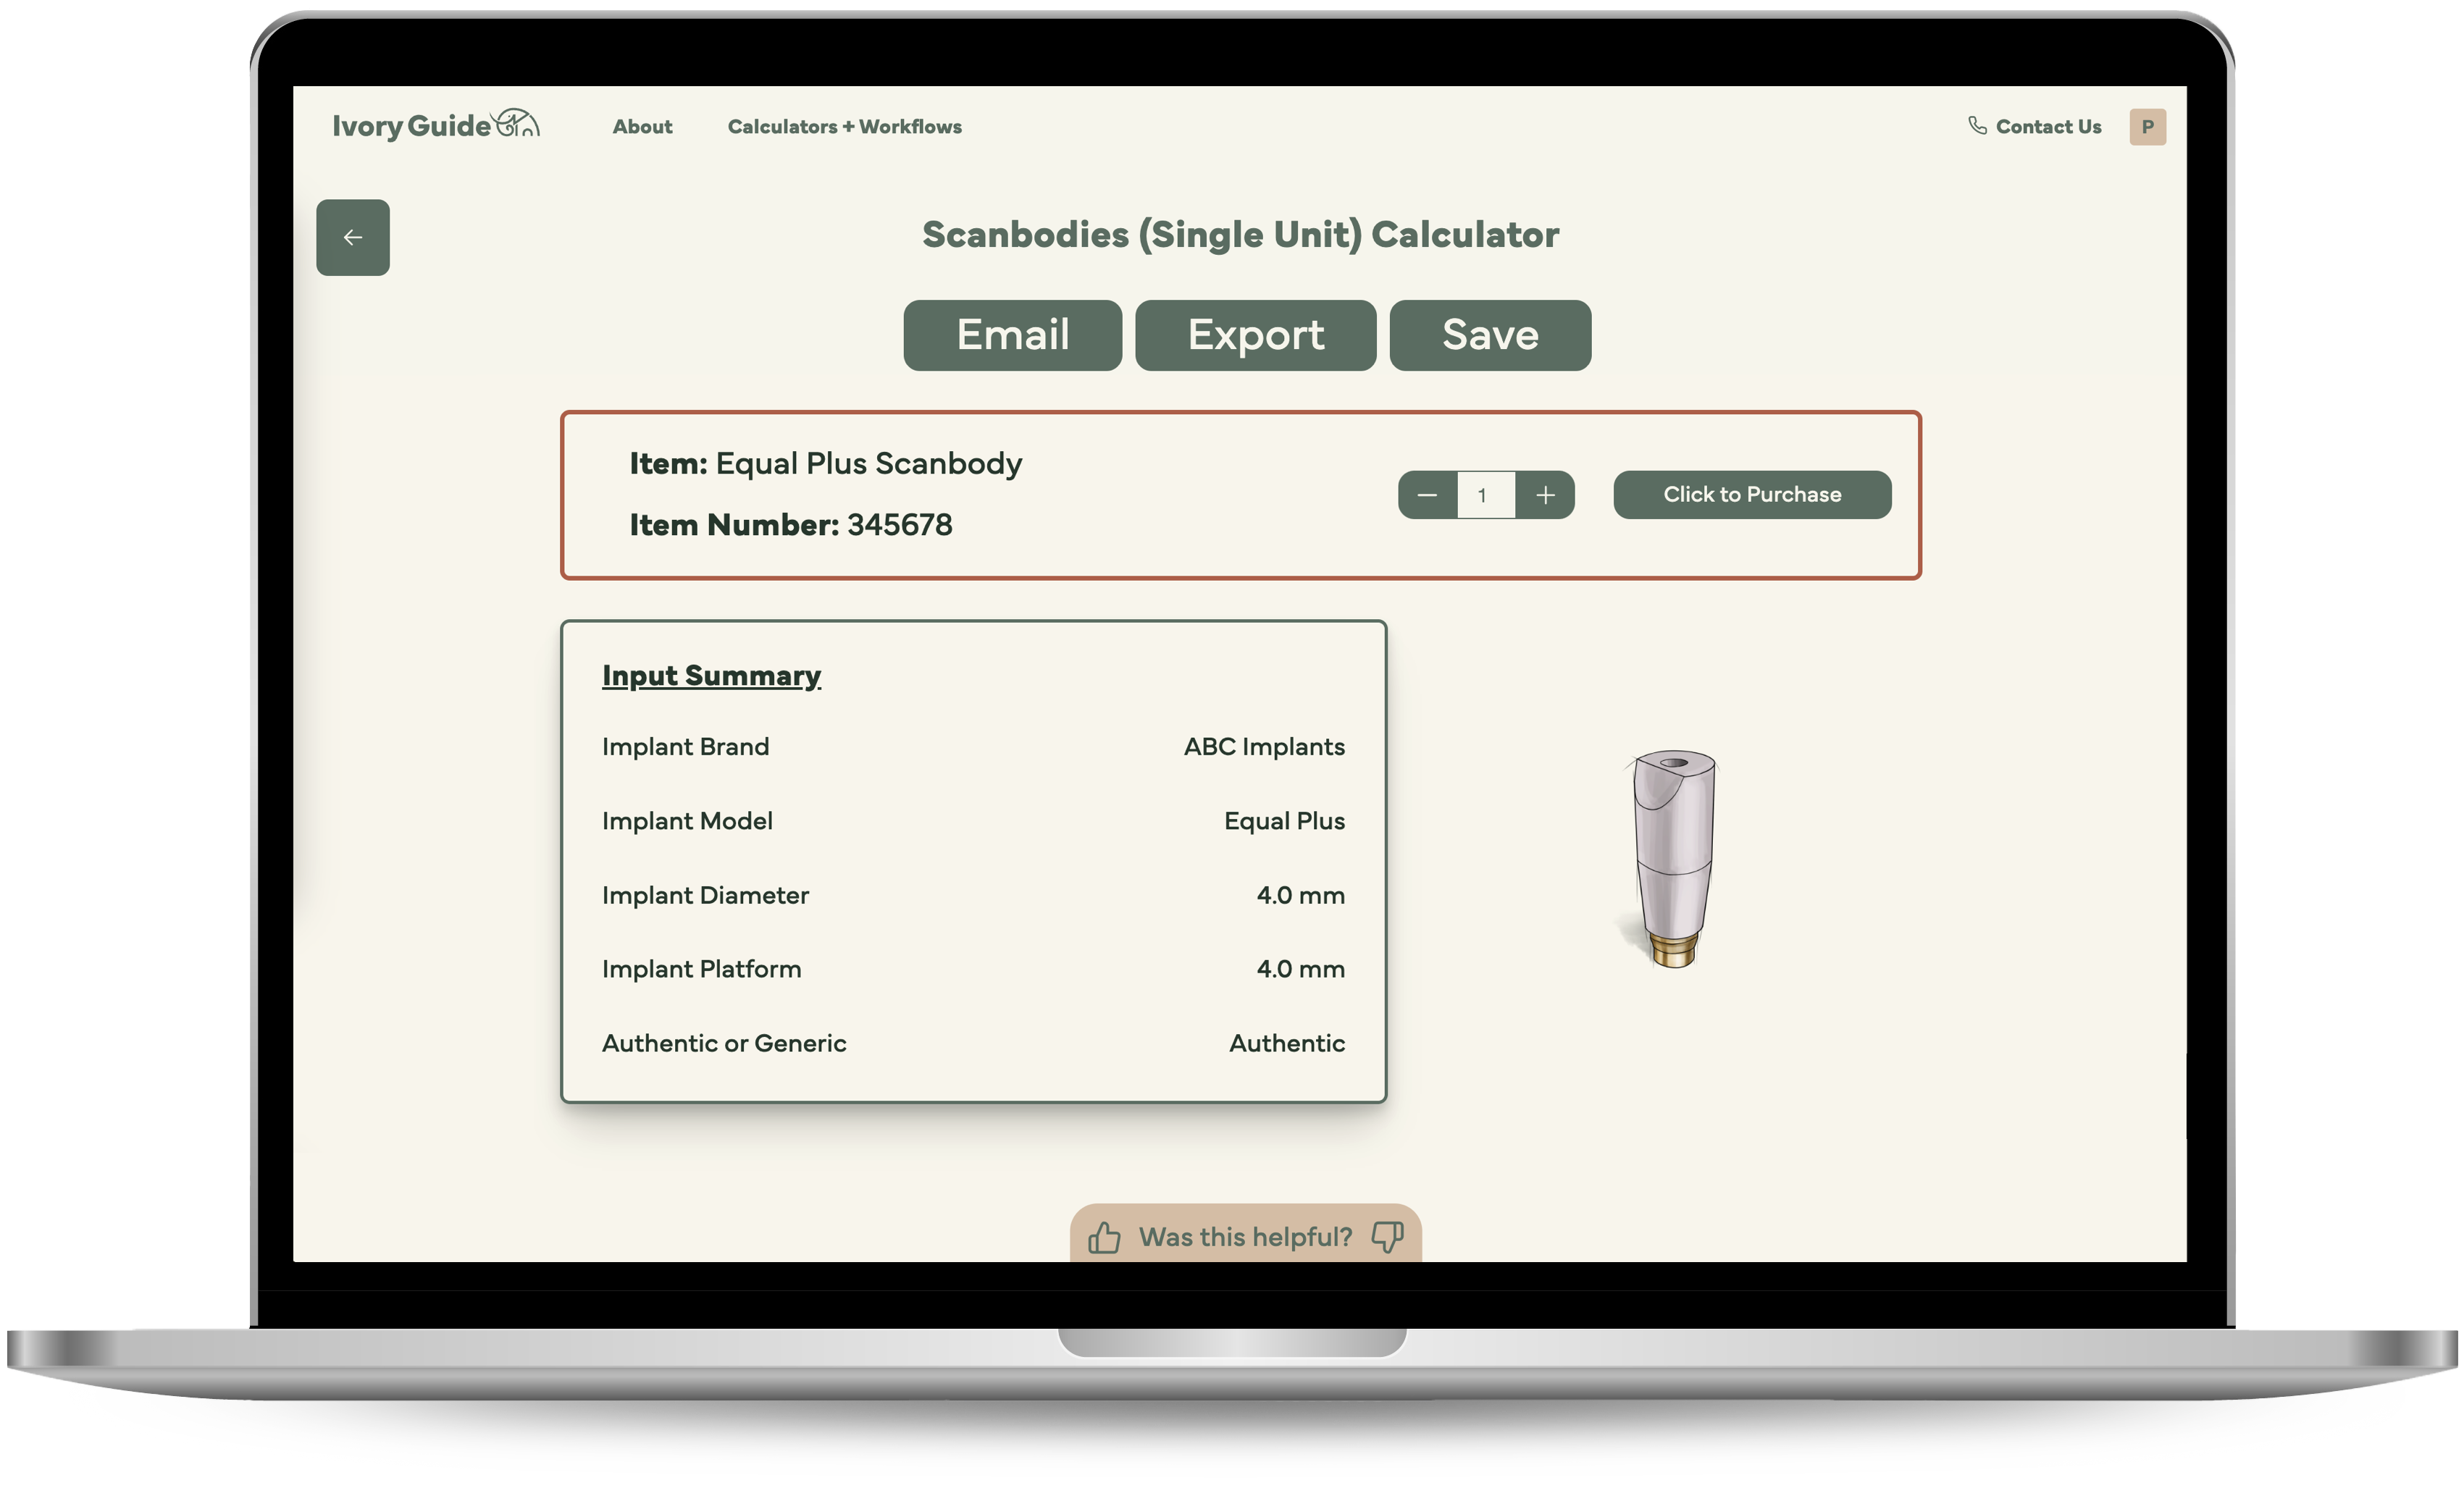 Ivory Guide About Calculators + Workflows Contact Us P
Scanbodies (Single Unit) Calculator
Email Export Save
Item: Equal Plus Scanbody
Item Number: 345678
1 Click to Purchase
Input Summary
Implant Brand ABC Implants
Implant Model Equal Plus
Implant Diameter 4.0 mm
Implant Platform 4.0 mm
Authentic or Generic Authentic
Was this helpful?